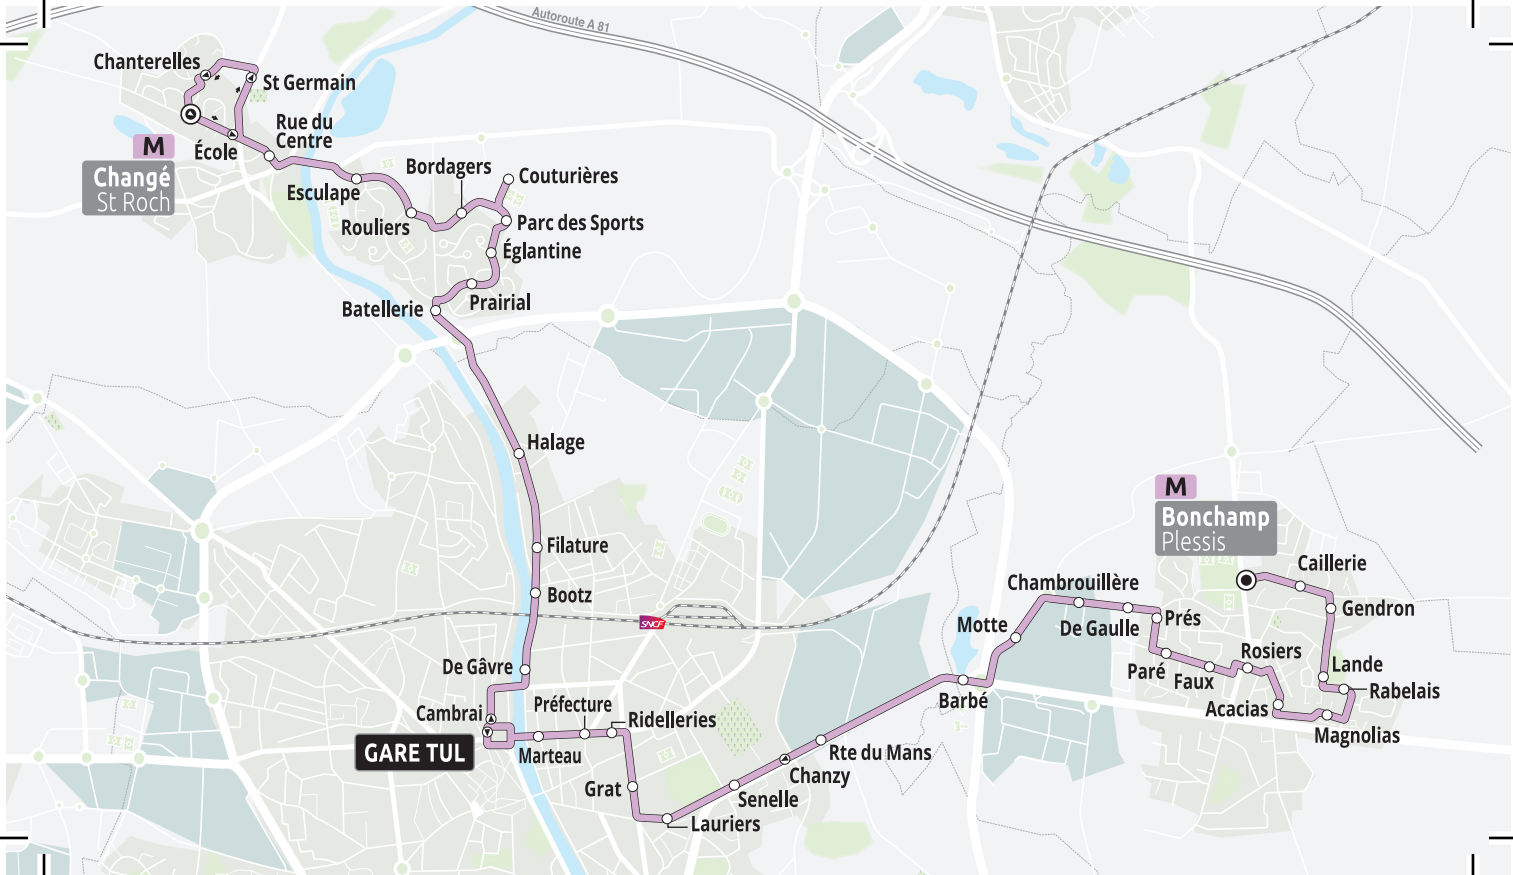 Autoroute A 81
Chanterelles
St Germain
Rue du
Centre
École
M
Changé
St Roch
Esculape
Bordagers
Couturières
Rouliers
Parc des Sports
Églantine
Prairial
Batellerie
Halage
Filature
Bootz
SNCF
De Gâvre
Cambrai
GARE TUL
Préfecture
Ridelleries
Marteau
Grat
Lauriers
Senelle
Chanzy
Rte du Mans
Barbé
Motte
Chambrouillère
De Gaulle
Prés
Paré
Faux
Rosiers
Acacias
Magnolias
Rabelais
Lande
Gendron
Caillerie
M
Bonchamp
Plessis